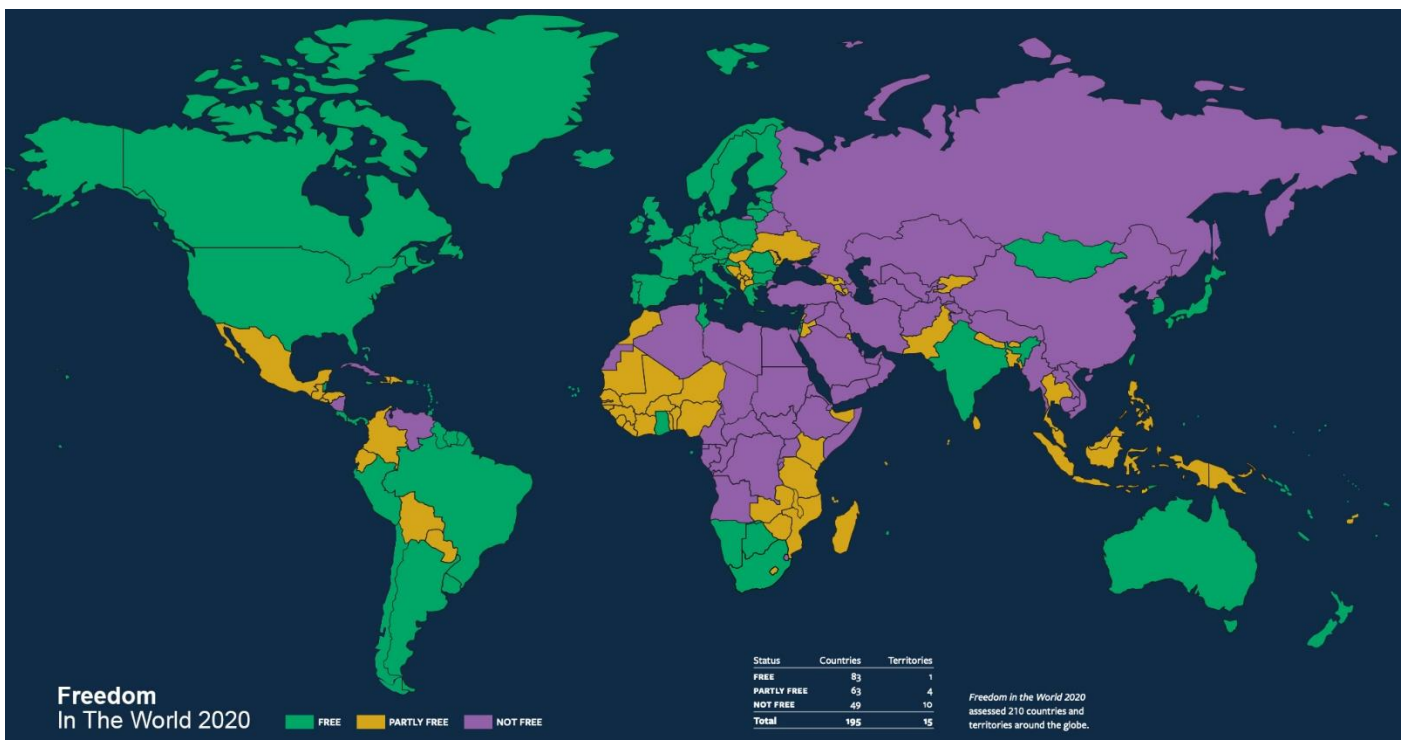 Freedom
In The World 2020
FREE
PARTLY FREE
NOT FREE
Status Countries Territories
FREE 83 1
PARTLY FREE 63 4
NOT FREE 49 10
Total 195 15
Freedom in the World 2020
assessed 210 countries and
territories around the globe.